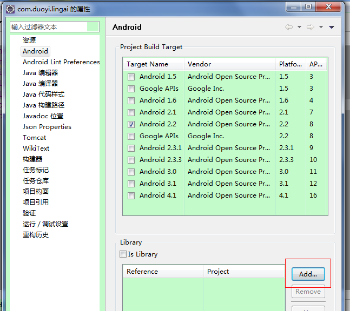 com.duoyi.lingai 的属性
输入过滤文本
Android
资源
Android
Android Lint Preferences
Java 编辑器
Java 代码样式
Java 构建路径
Javadoc 位置
Json Properties
Tomcat
WikiText
构建器
任务标记
任务仓库
项目构面
项目引用
验证
运行/调试设置
重构历史
Project Build Target
Target Name Vendor Platfo... AP...
Android 1.5 Android Open Source Pr... 1.5 3
Google APIs Google Inc. 1.5 3
Android 1.6 Android Open Source Pr... 1.6 4
Android 2.1 Android Open Source Pr... 2.1 7
Android 2.2 Android Open Source Pr... 2.2 8
Google APIs Google Inc. 2.2 8
Android 2.3.1 Android Open Source Pr... 2.3.1 9
Android 2.3.3 Android Open Source Pr... 2.3.3 10
Android 3.0 Android Open Source Pr... 3.0 11
Android 3.1 Android Open Source Pr... 3.1 12
Android 4.1 Android Open Source Pr... 4.1 16
Library
Is Library
Reference Project
Add...
Remove